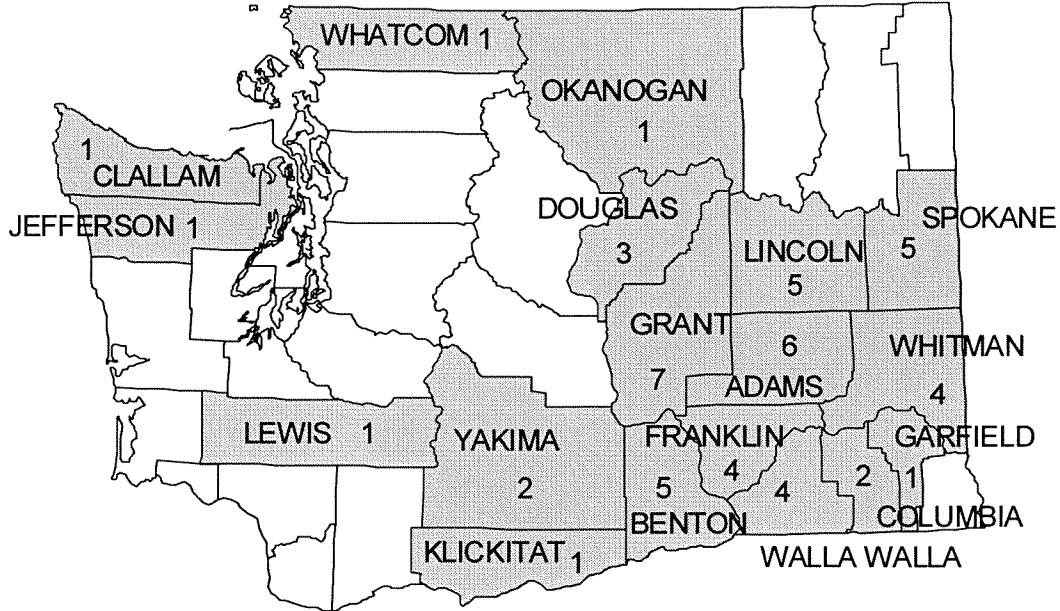 WHATCOM 1
OKANOGAN
1
1
CLALLAM
JEFFERSON 1
DOUGLAS
3
SPOKANE
5
LINCOLN
5
GRANT
7
6
ADAMS
WHITMAN
4
LEWIS 1
YAKIMA
2
FRANKLIN
4
GARFIELD
1
5
BENTON
4
2
COLUMBIA
WALLA WALLA
KLICKITAT 1